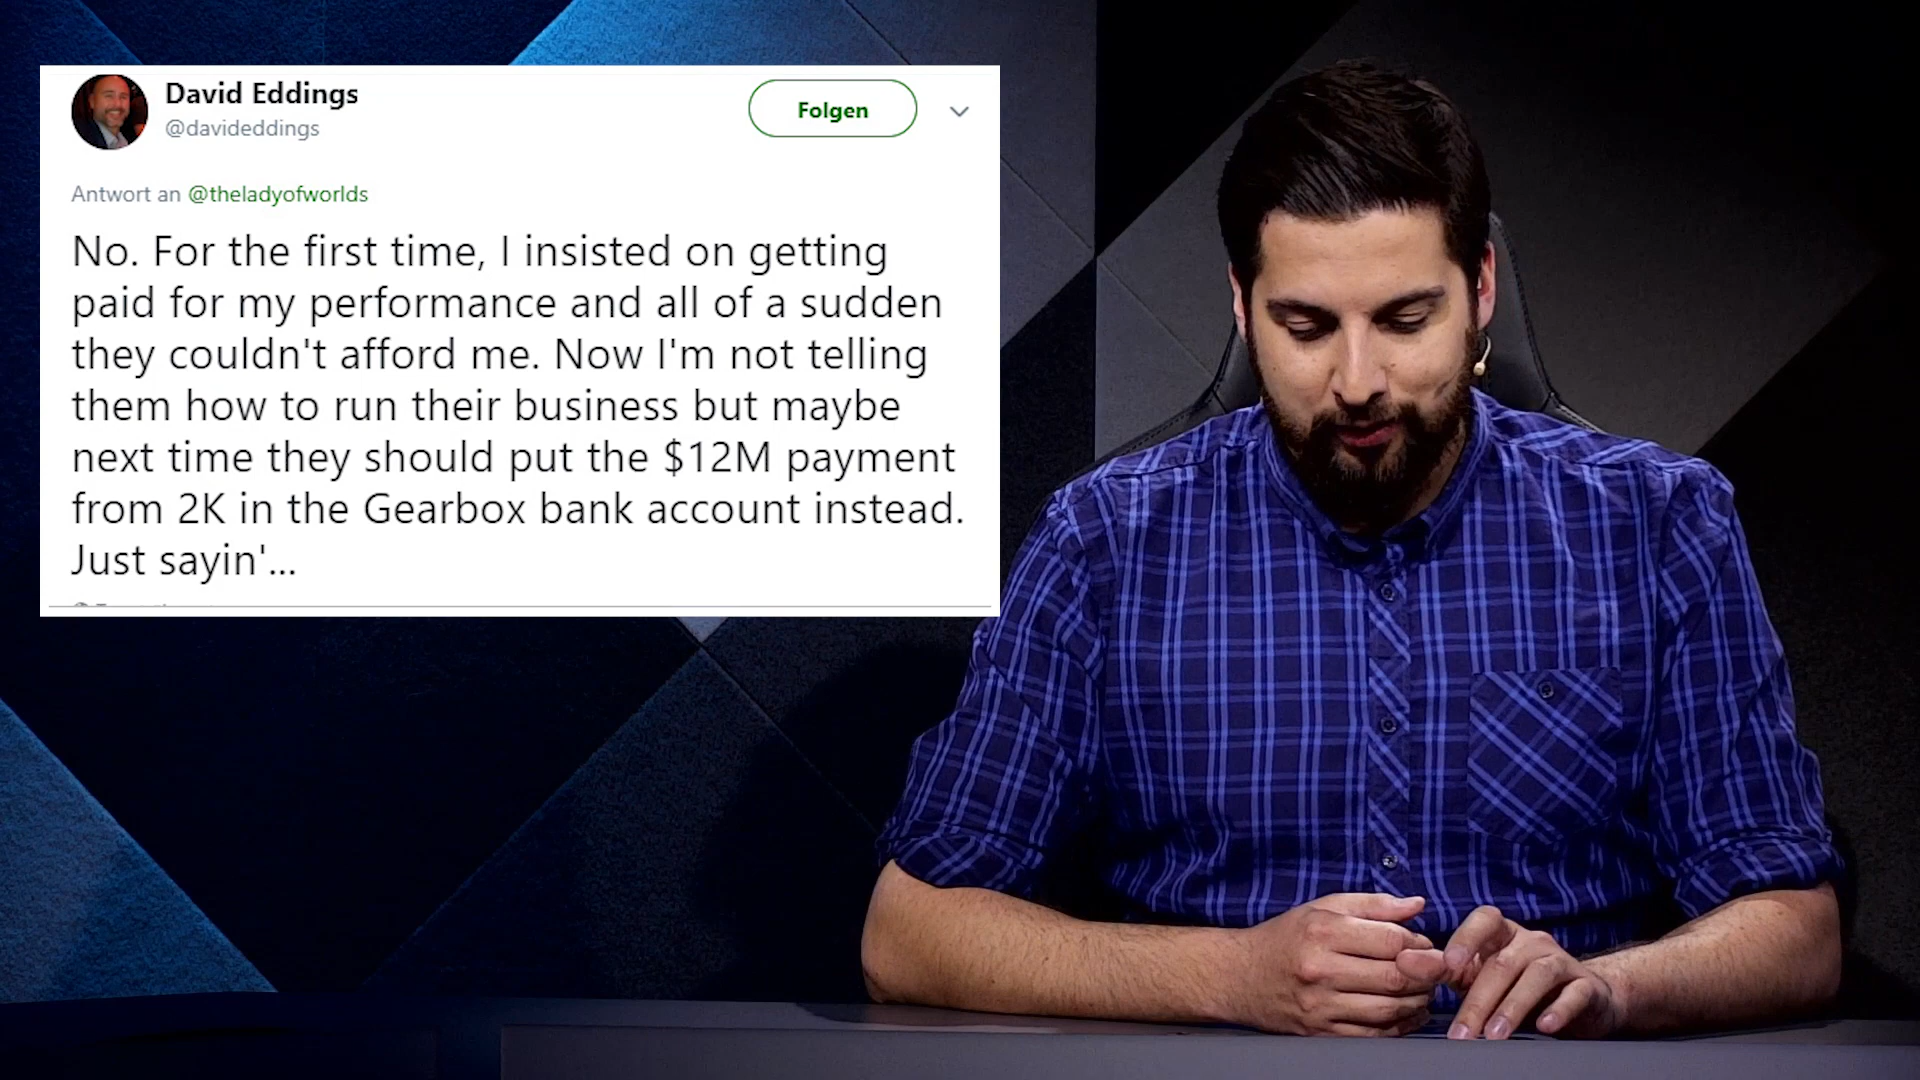 David Eddings
@davideddings
Folgen
Antwort an @theladyofworlds
No. For the first time, I insisted on getting
paid for my performance and all of a sudden
they couldn't afford me. Now I'm not telling
them how to run their business but maybe
next time they should put the $12M payment
from 2K in the Gearbox bank account instead.
Just sayin'...